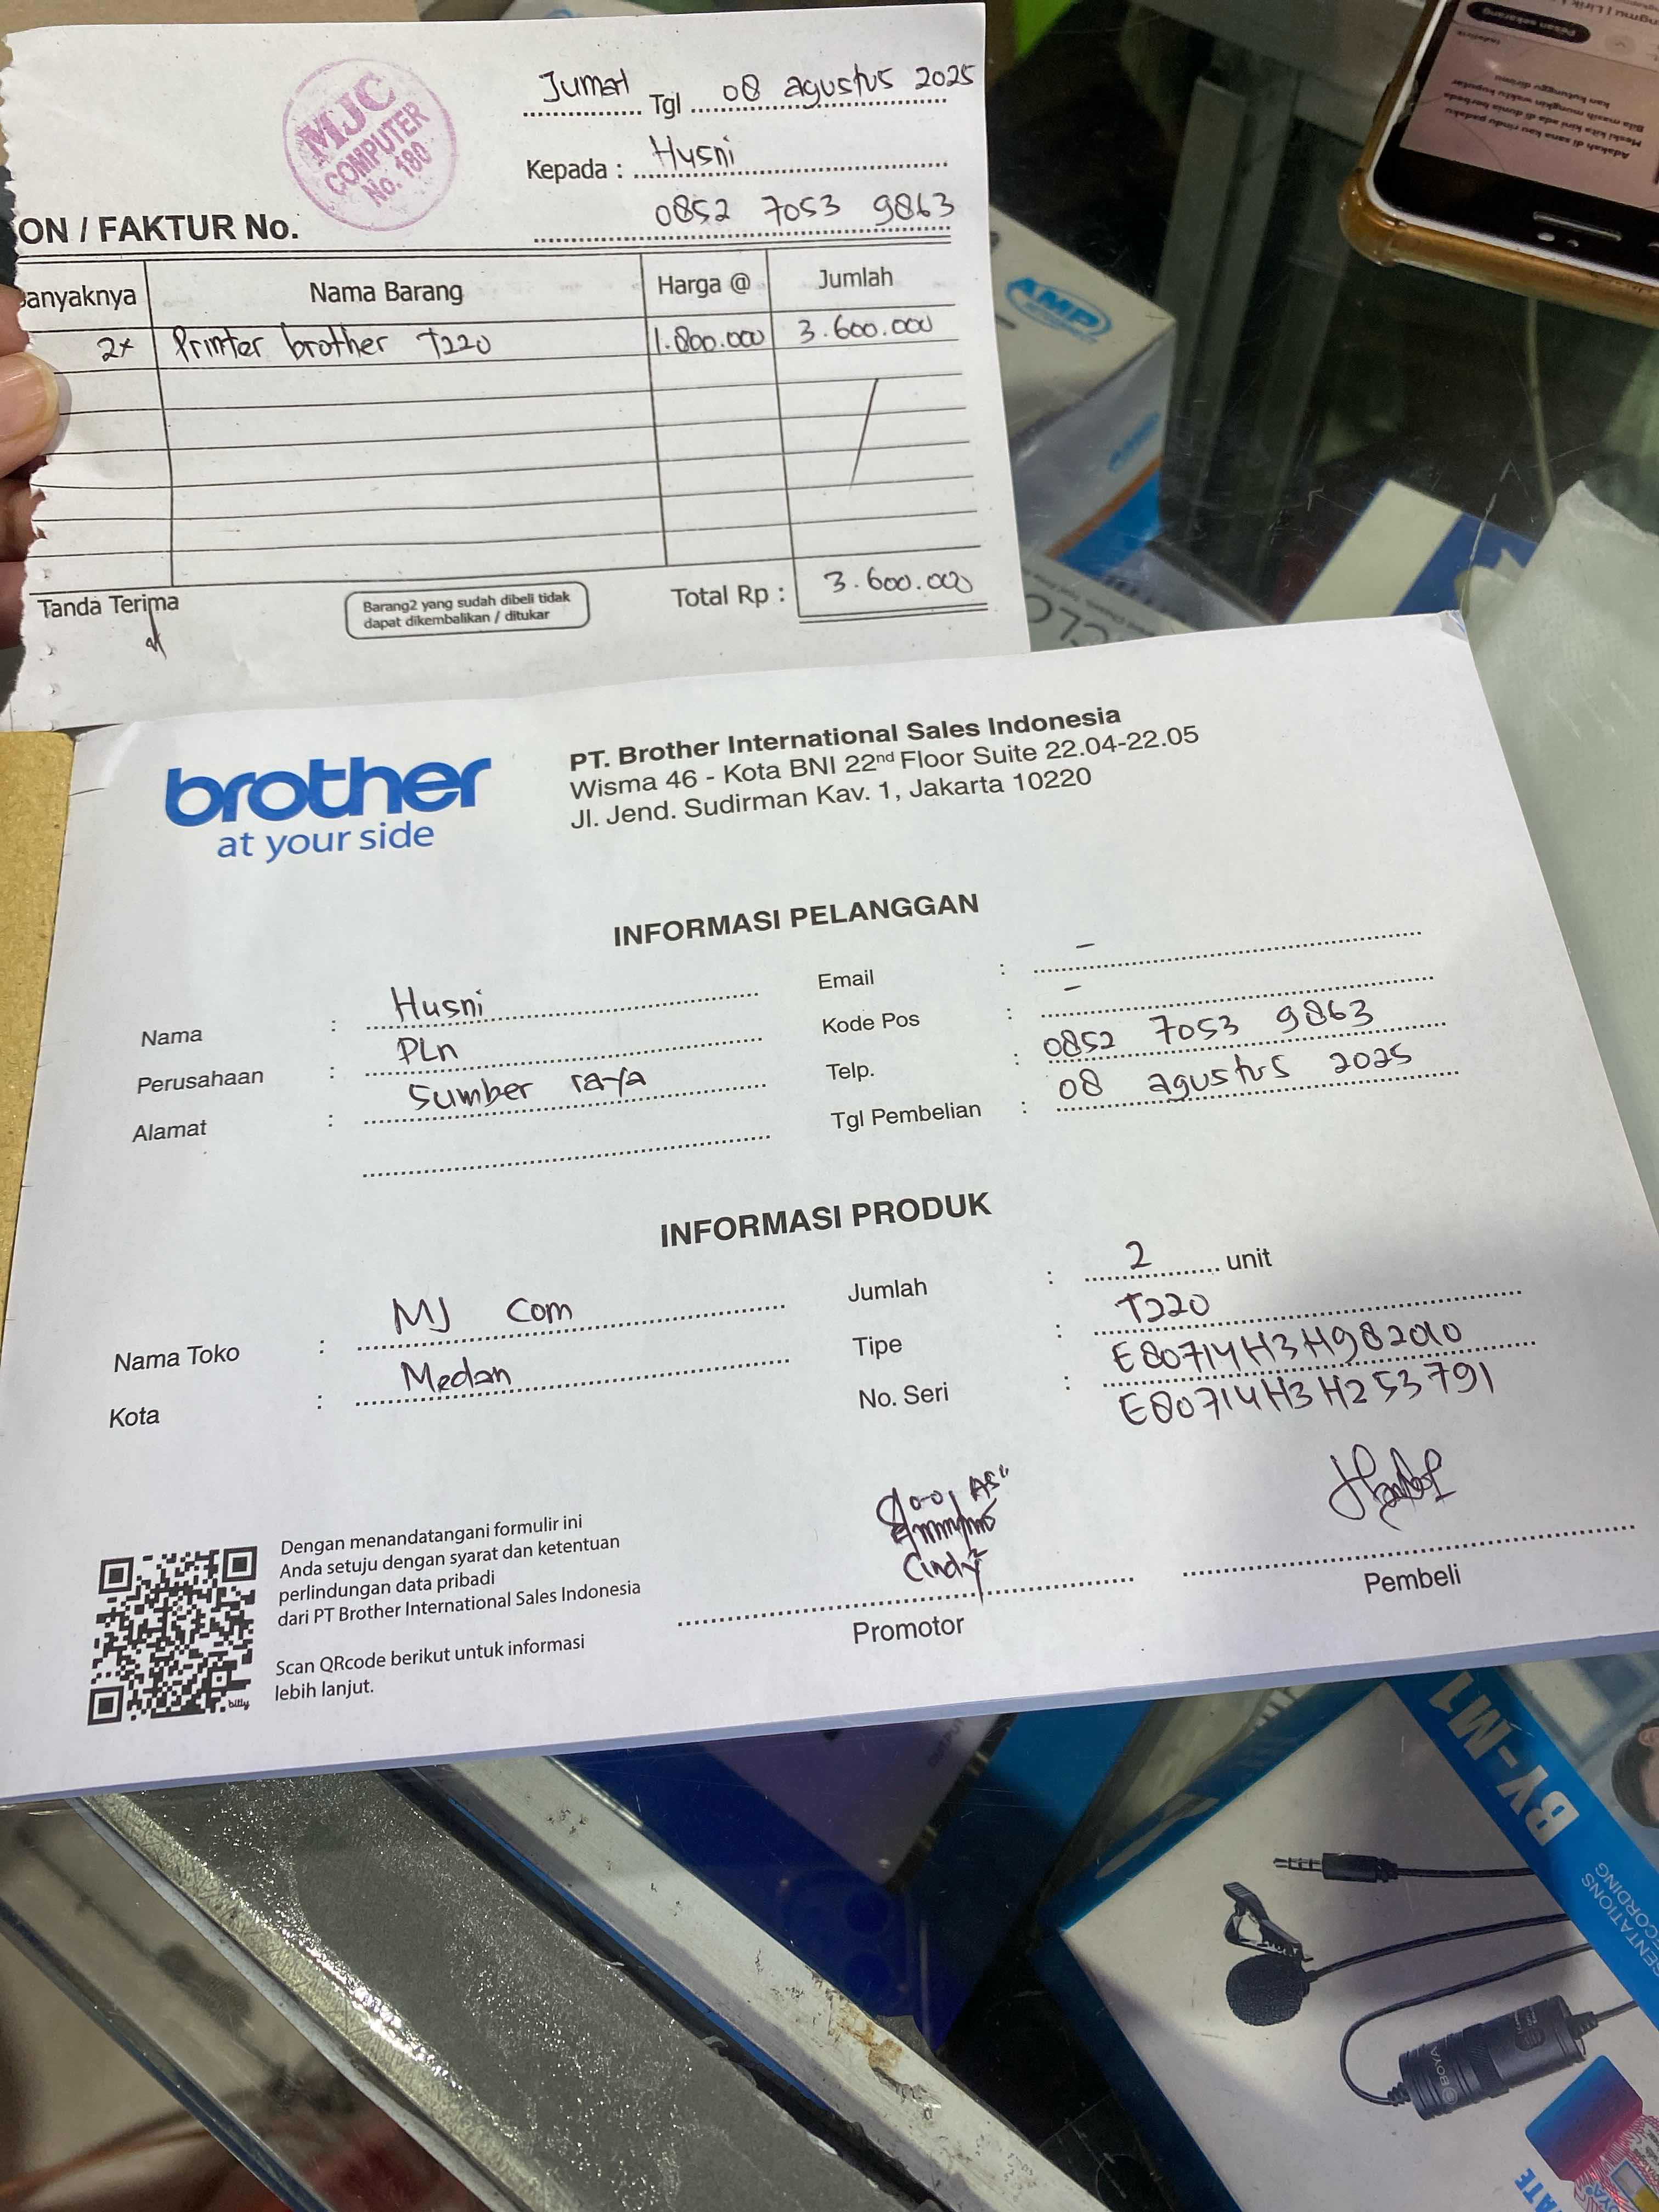 MJC
COMPUTER
No. 180
Jumat Tgl 08 agustus 2025
Kepada : Husni
0852 7053 9863
ON / FAKTUR No.
anyaknya Nama Barang Harga @ Jumlah
2x Printer brother T220 1.800.000 3.600.000
Tanda Terima
Barang2 yang sudah dibeli tidak
dapat dikembalikan / ditukar
Total Rp : 3.600.000
brother
at your side
PT. Brother International Sales Indonesia
Wisma 46 - Kota BNI 22nd Floor Suite 22.04-22.05
Jl. Jend. Sudirman Kav. 1, Jakarta 10220
INFORMASI PELANGGAN
Nama : Husni
Perusahaan : PLn
Alamat : Sumber raya
Email : -
Kode Pos : -
Telp. : 0852 7053 9863
Tgl Pembelian : 08 agustus 2025
INFORMASI PRODUK
Nama Toko : MJ Com
Kota : Medan
Jumlah : 2 unit
Tipe : T220
No. Seri : E80714H3H982010
E80714H3H253791
Dengan menandatangani formulir ini
Anda setuju dengan syarat dan ketentuan
perlindungan data pribadi
dari PT Brother International Sales Indonesia
Scan QRcode berikut untuk informasi
lebih lanjut.
bitly
Cindy
Promotor
Pembeli
AMP
BY-M1
BOYA